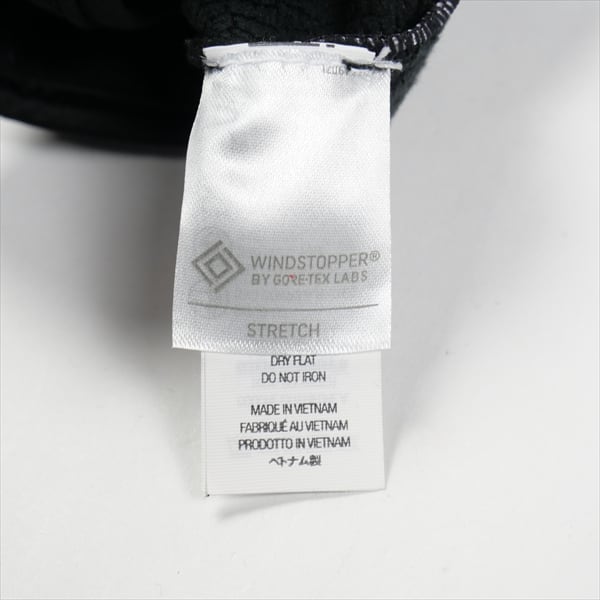 WINDSTOPPER®
BY GORE-TEX LABS
STRETCH
DRY FLAT
DO NOT IRON
MADE IN VIETNAM
FABRIQUÉ AU VIETNAM
PRODOTTO IN VIETNAM
ベトナム製